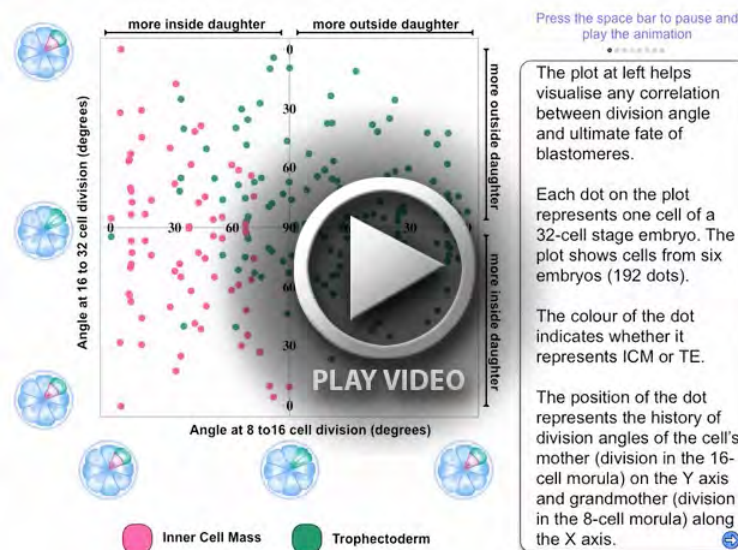 more inside daughter
more outside daughter
Press the space bar to pause and
play the animation
Angle at 16 to 32 cell division (degrees)
0
30
60
0
30
60
90
30
60
30
0
more outside daughter
more inside daughter
PLAY VIDEO
Angle at 8 to16 cell division (degrees)
Inner Cell Mass
Trophectoderm
The plot at left helps
visualise any correlation
between division angle
and ultimate fate of
blastomeres.
Each dot on the plot
represents one cell of a
32-cell stage embryo. The
plot shows cells from six
embryos (192 dots).
The colour of the dot
indicates whether it
represents ICM or TE.
The position of the dot
represents the history of
division angles of the cell's
mother (division in the 16-
cell morula) on the Y axis
and grandmother (division
in the 8-cell morula) along
the X axis.